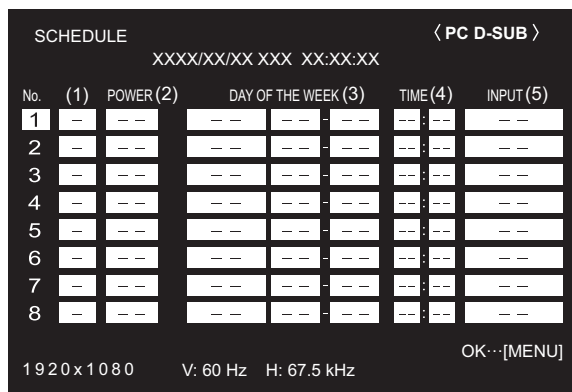 SCHEDULE 〈 PC D-SUB 〉
XXXX/XX/XX XXX XX:XX:XX
No. (1) POWER (2) DAY OF THE WEEK (3) TIME (4) INPUT (5)
1 – – – – – – – - – – – – : – – – –
2 – – – – – – – - – – – – : – – – –
3 – – – – – – – - – – – – : – – – –
4 – – – – – – – - – – – – : – – – –
5 – – – – – – – - – – – – : – – – –
6 – – – – – – – - – – – – : – – – –
7 – – – – – – – - – – – – : – – – –
8 – – – – – – – - – – – – : – – – –
OK···[MENU]
1920x1080 V: 60 Hz H: 67.5 kHz